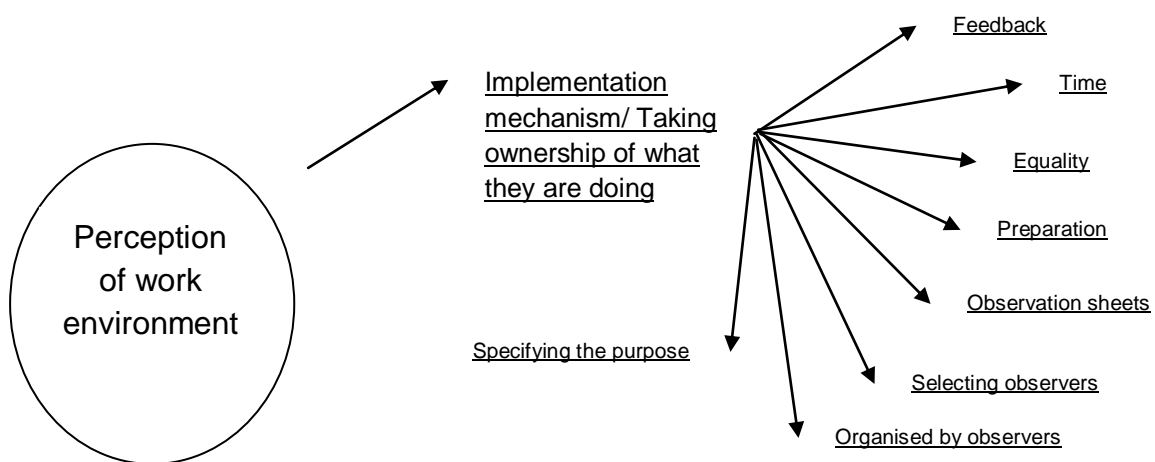 Perception
of work
environment
Implementation
mechanism/ Taking
ownership of what
they are doing
Feedback
Time
Equality
Preparation
Observation sheets
Selecting observers
Organised by observers
Specifying the purpose